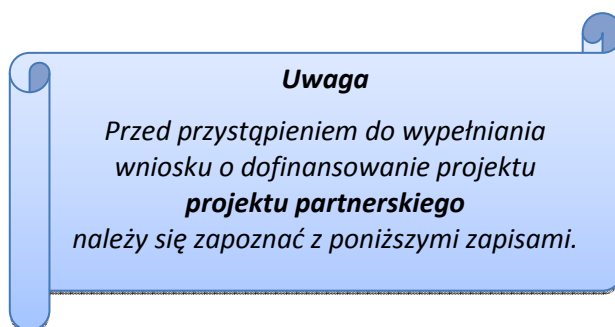 Uwaga
Przed przystąpieniem do wypełniania
wniosku o dofinansowanie projektu
projektu partnerskiego
należy się zapoznać z poniższymi zapisami.